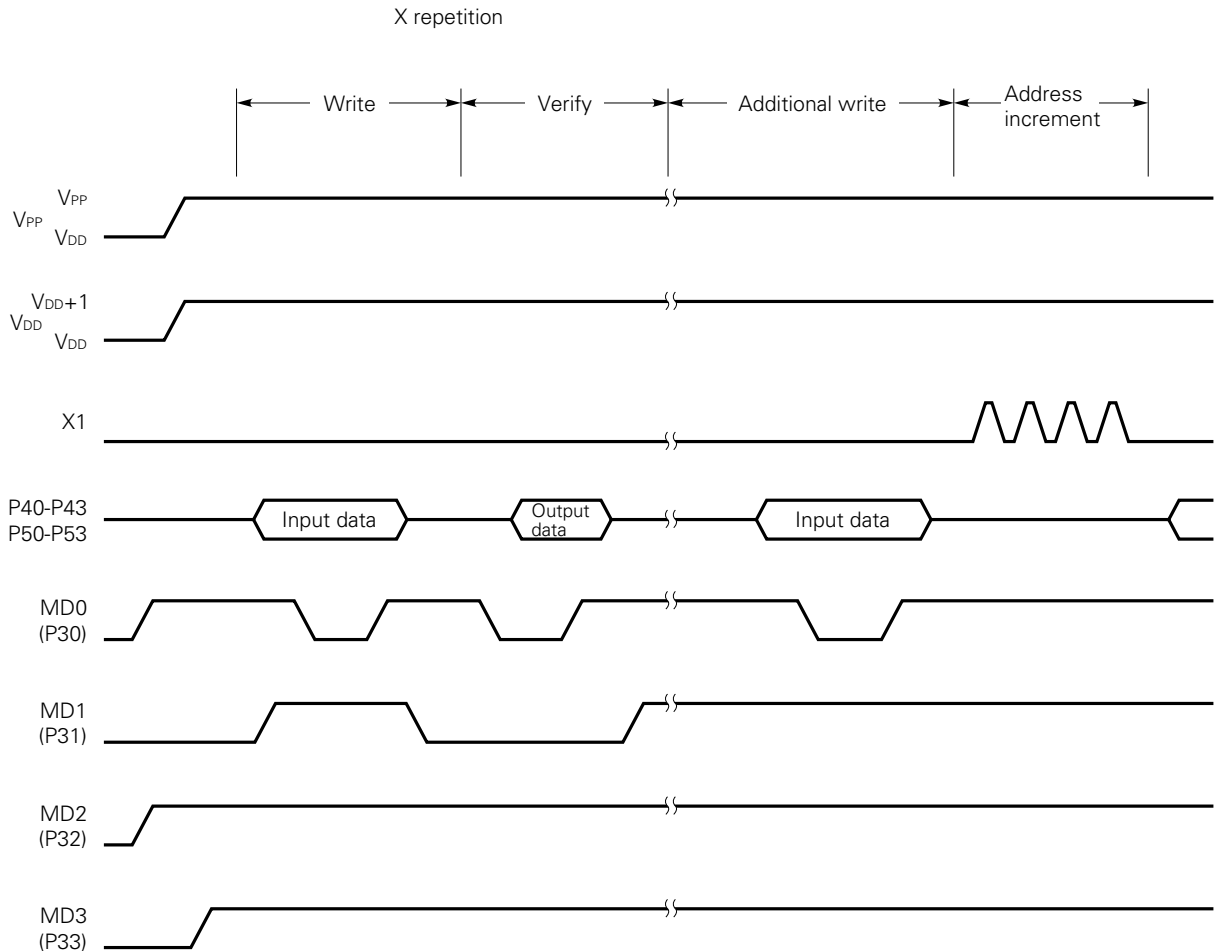 X repetition
Write
Verify
Additional write
Address
increment
VPP
VPP
VDD
VDD+1
VDD
VDD
X1
P40-P43
P50-P53
Input data
Output
data
Input data
MD0
(P30)
MD1
(P31)
MD2
(P32)
MD3
(P33)